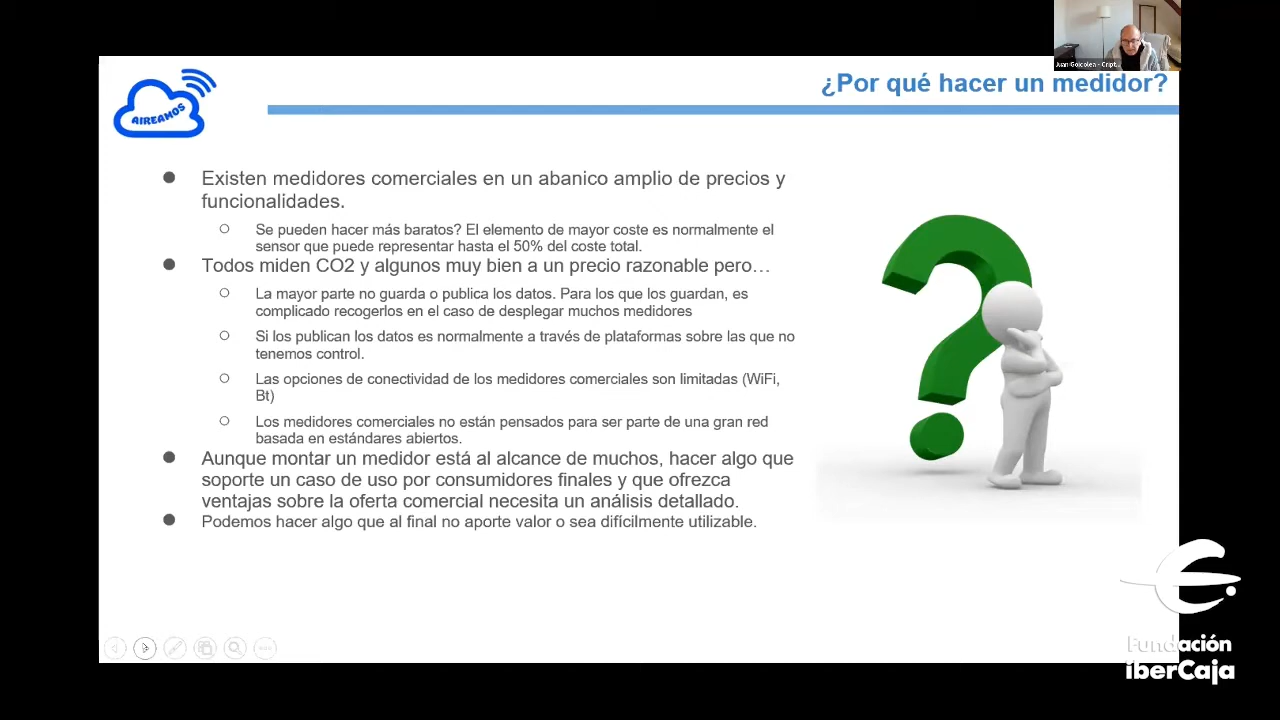 Juan Goicolea - Cript...
¿Por qué hacer un medidor?
AIREAMOS
● Existen medidores comerciales en un abanico amplio de precios y
funcionalidades.
○ Se pueden hacer más baratos? El elemento de mayor coste es normalmente el
sensor que puede representar hasta el 50% del coste total.
● Todos miden CO2 y algunos muy bien a un precio razonable pero…
○ La mayor parte no guarda o publica los datos. Para los que los guardan, es
complicado recogerlos en el caso de desplegar muchos medidores
○ Si los publican los datos es normalmente a través de plataformas sobre las que no
tenemos control.
○ Las opciones de conectividad de los medidores comerciales son limitadas (WiFi,
Bt)
○ Los medidores comerciales no están pensados para ser parte de una gran red
basada en estándares abiertos.
● Aunque montar un medidor está al alcance de muchos, hacer algo que
soporte un caso de uso por consumidores finales y que ofrezca
ventajas sobre la oferta comercial necesita un análisis detallado.
● Podemos hacer algo que al final no aporte valor o sea difícilmente utilizable.
Fundación
iberCaja